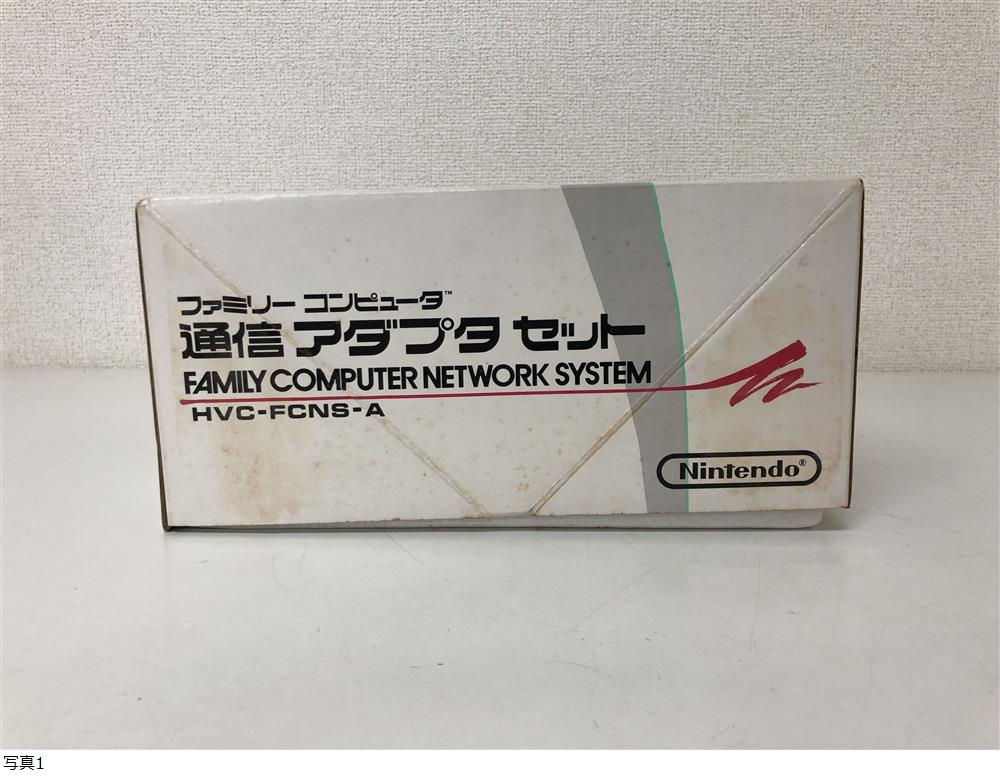 ファミリー コンピュータ™
通信アダプタセット
FAMILY COMPUTER NETWORK SYSTEM
HVC-FCNS-A
Nintendo®
写真1